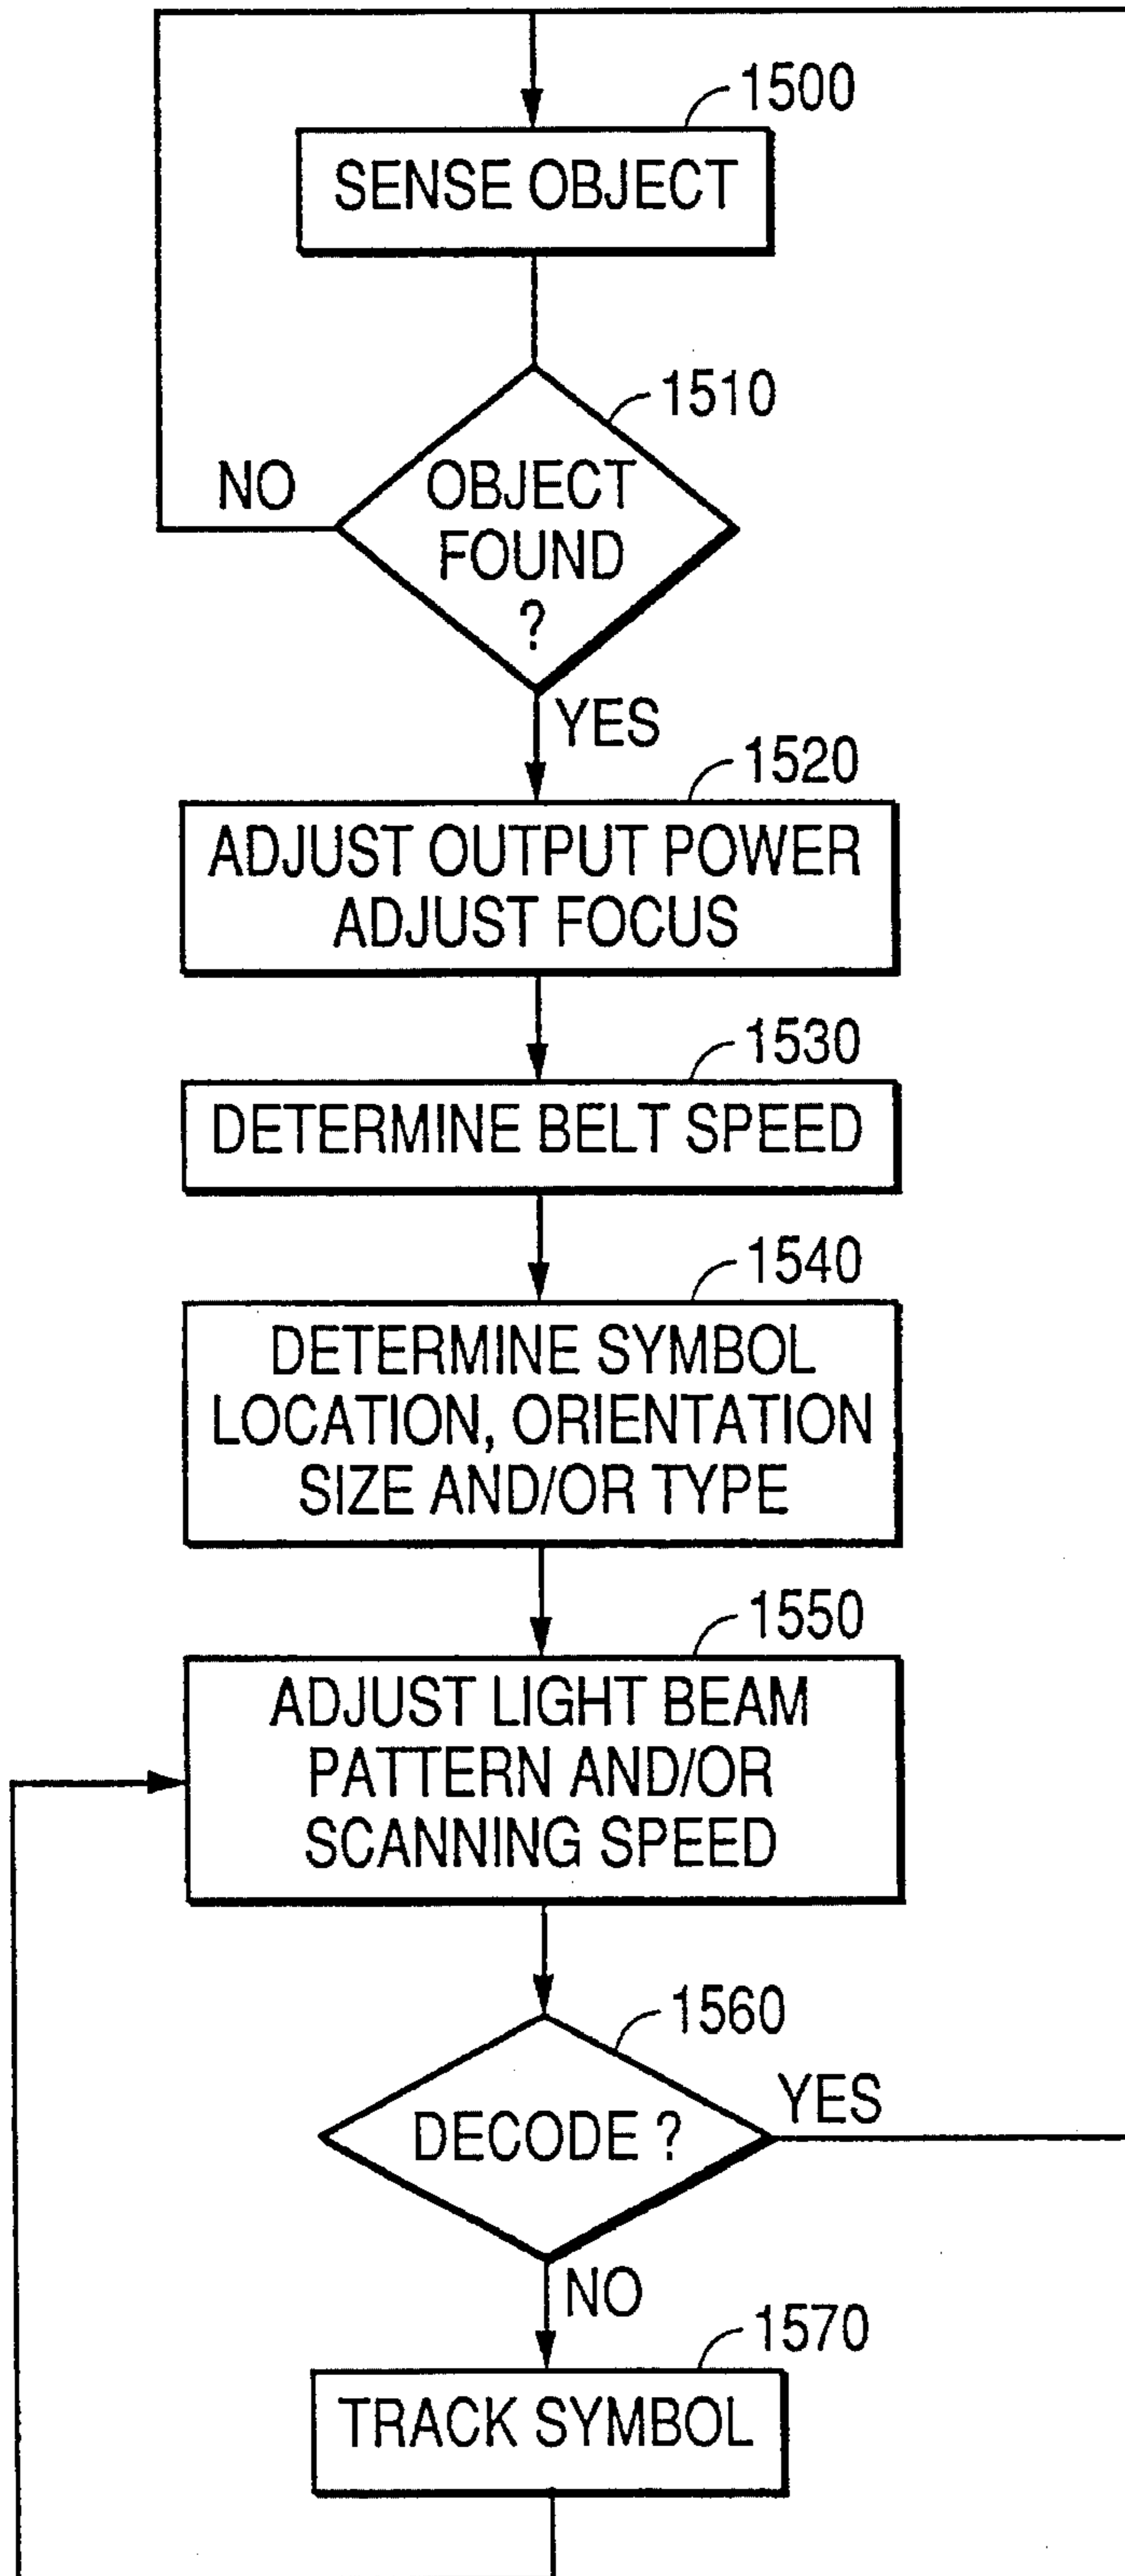 1500
SENSE OBJECT
1510
NO
OBJECT
FOUND
?
YES
1520
ADJUST OUTPUT POWER
ADJUST FOCUS
1530
DETERMINE BELT SPEED
1540
DETERMINE SYMBOL
LOCATION, ORIENTATION
SIZE AND/OR TYPE
1550
ADJUST LIGHT BEAM
PATTERN AND/OR
SCANNING SPEED
1560
DECODE ?
YES
NO
1570
TRACK SYMBOL